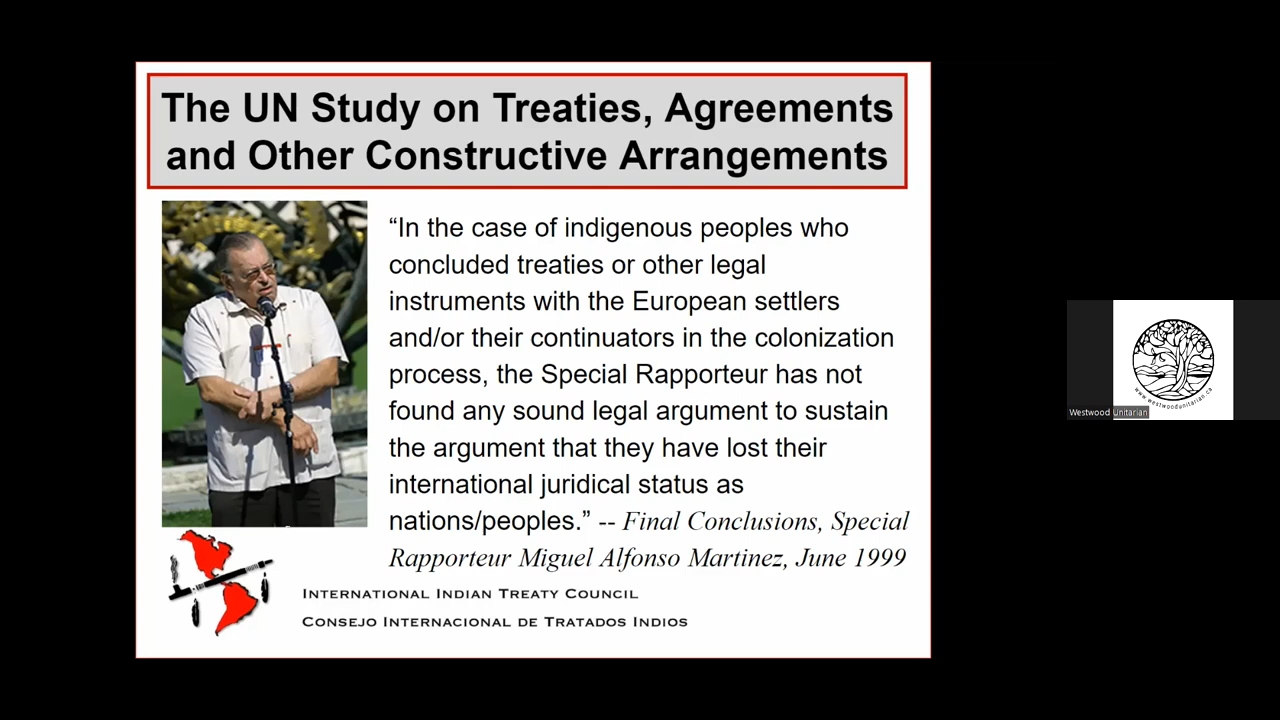 The UN Study on Treaties, Agreements
and Other Constructive Arrangements
“In the case of indigenous peoples who
concluded treaties or other legal
instruments with the European settlers
and/or their continuators in the colonization
process, the Special Rapporteur has not
found any sound legal argument to sustain
the argument that they have lost their
international juridical status as
nations/peoples.” -- Final Conclusions, Special
Rapporteur Miguel Alfonso Martinez, June 1999
INTERNATIONAL INDIAN TREATY COUNCIL
CONSEJO INTERNACIONAL DE TRATADOS INDIOS
www.westwoodunitarian.ca
Westwood Unitarian